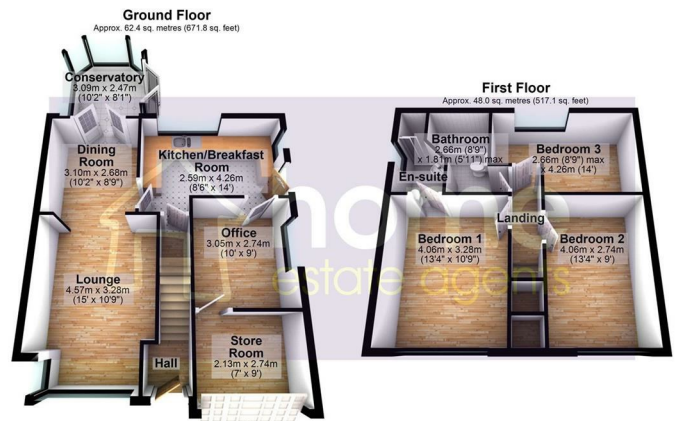 Ground Floor
Approx. 62.4 sq. metres (671.8 sq. feet)
Conservatory
3.09m x 2.47m
(10'2" x 8'1")
Dining
Room
3.10m x 2.68m
(10'2" x 8'9")
Kitchen/Breakfast
Room
2.59m x 4.26m
(8'6" x 14')
Office
3.05m x 2.74m
(10' x 9')
Lounge
4.57m x 3.28m
(15' x 10'9")
Store
Room
2.13m x 2.74m
(7' x 9')
Hall
First Floor
Approx. 48.0 sq. metres (517.1 sq. feet)
Bathroom
2.66m (8'9")
x 1.81m (5'11") max
En-suite
Bedroom 3
2.66m (8'9") max
x 4.26m (14')
Landing
Bedroom 1
4.06m x 3.28m
(13'4" x 10'9")
Bedroom 2
4.06m x 2.74m
(13'4" x 9')
home
estate agents